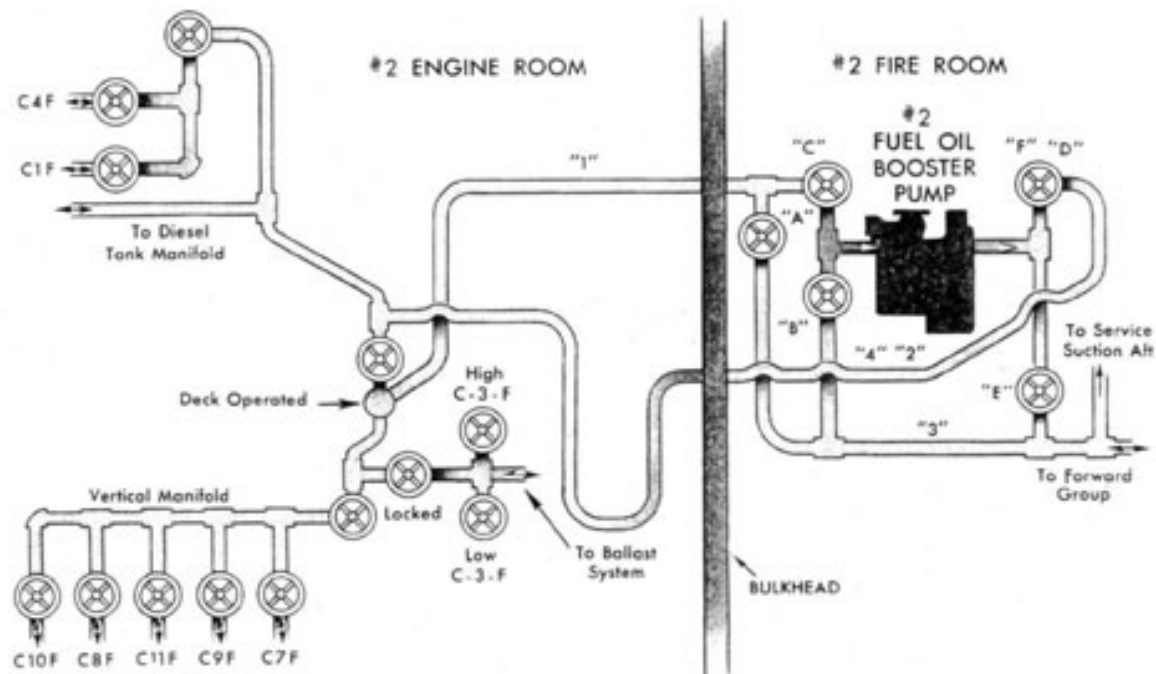 #2 ENGINE ROOM
#2 FIRE ROOM
#2
FUEL OIL
BOOSTER
PUMP
C4F
C1F
To Diesel
Tank Manifold
"1"
"C"
"F" "D"
"A"
"B"
"4" "2"
To Service
Suction Aft
High
C-3-F
Deck Operated
"E"
"3"
To Forward
Group
Vertical Manifold
Locked
Low
C-3-F
To Ballast
System
BULKHEAD
C10F
C8F
C11F
C9F
C7F